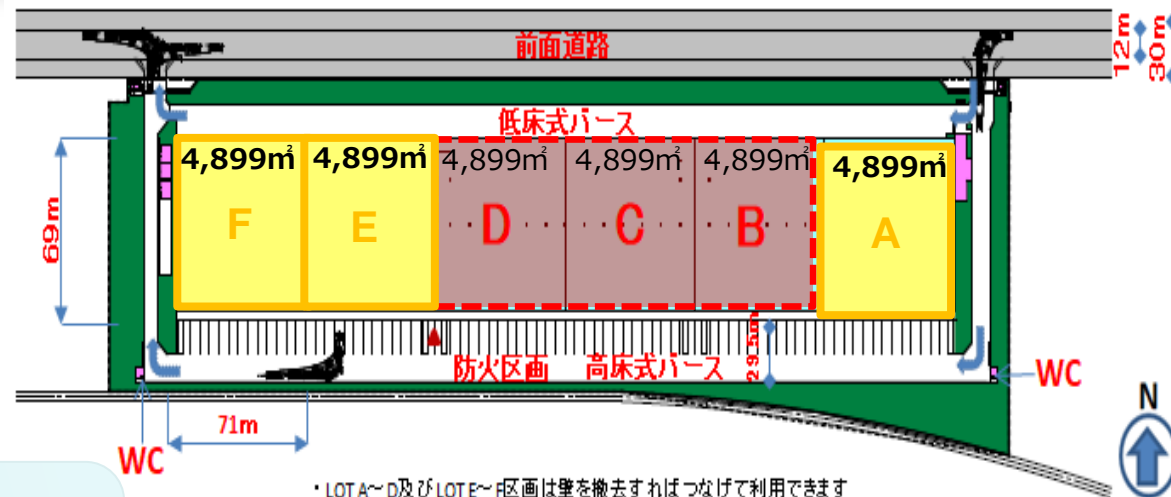 前面道路
12m
30m
低床式バース
4,899㎡ 4,899㎡ 4,899㎡ 4,899㎡ 4,899㎡ 4,899㎡
69m
F E D C B A
29.5m
防火区画 高床式バース
WC
71m
WC
N
・LOT A～D及びLOT E～F区画は壁を撤去すればつなげて利用できます